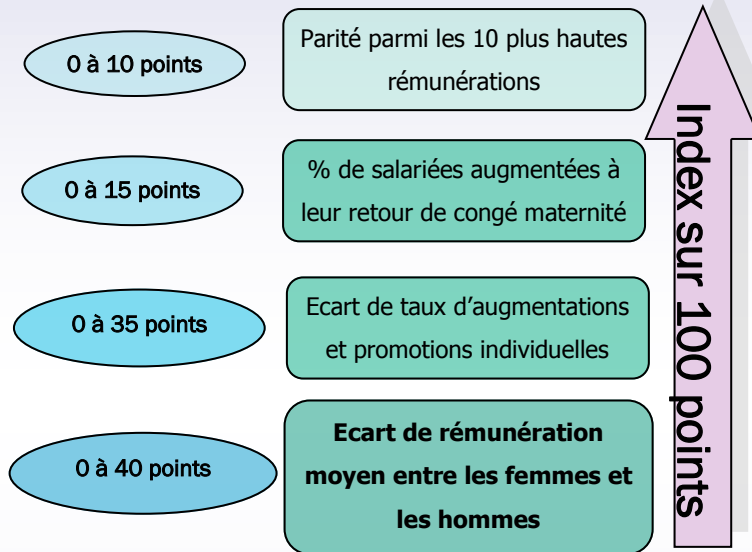 0 à 10 points
Parité parmi les 10 plus hautes
rémunérations
0 à 15 points
% de salariées augmentées à
leur retour de congé maternité
0 à 35 points
Ecart de taux d’augmentations
et promotions individuelles
0 à 40 points
Ecart de rémunération
moyen entre les femmes et
les hommes
Index sur 100 points